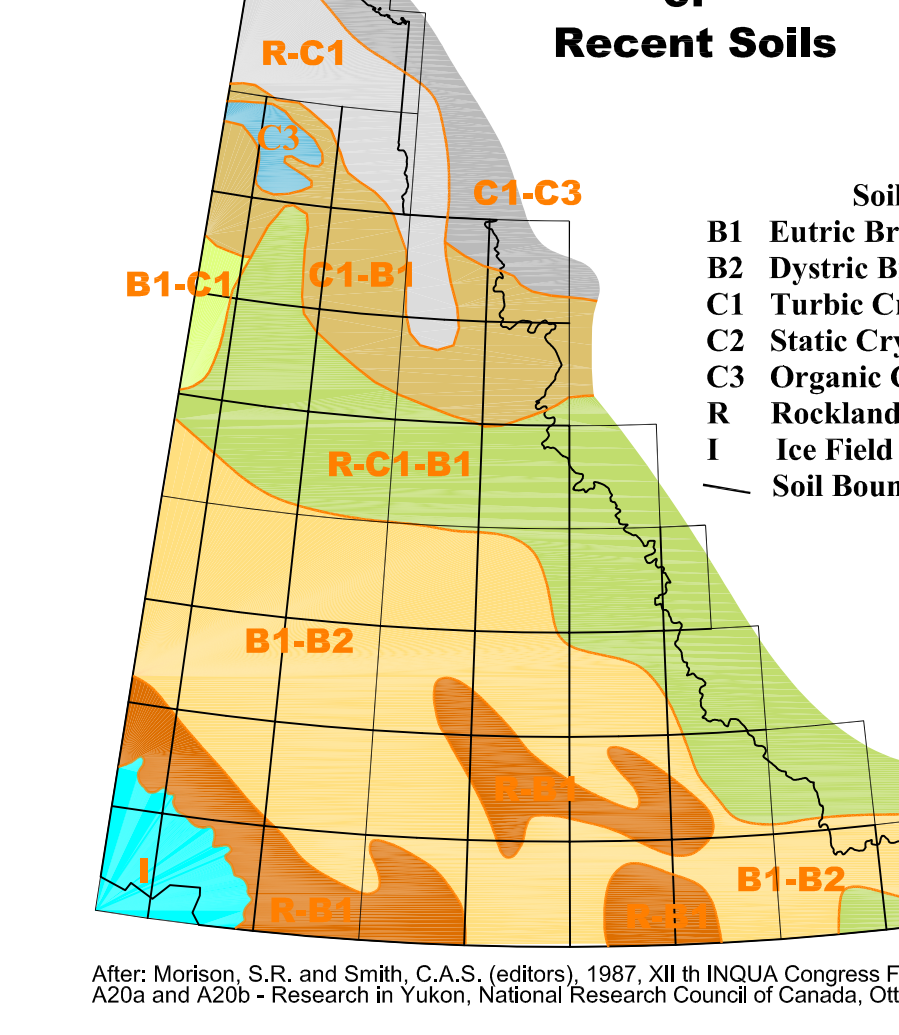 Recent Soils
R-C1
C3
C1-C3
B1-C1
C1-B1
R-C1-B1
B1-B2
R-B1
B1-B2
I
R-B1
R-B1
Soil
B1 Eutric Br
B2 Dystric B
C1 Turbic Cr
C2 Static Cry
C3 Organic C
R Rockland
I Ice Field
Soil Boun
After: Morison, S.R. and Smith, C.A.S. (editors), 1987, XII th INQUA Congress F
A20a and A20b - Research in Yukon, National Research Council of Canada, Ott